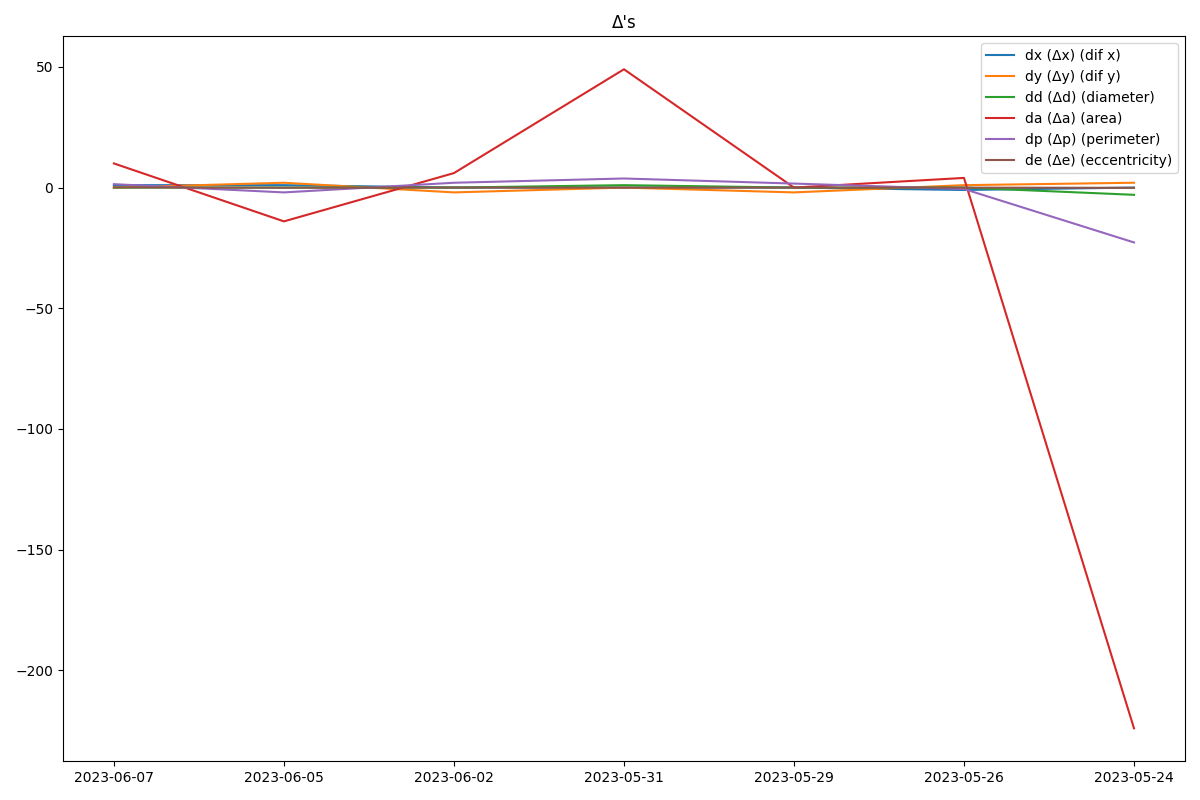 Δ's
dx (Δx) (dif x)
dy (Δy) (dif y)
dd (Δd) (diameter)
da (Δa) (area)
dp (Δp) (perimeter)
de (Δe) (eccentricity)
50
0
−50
−100
−150
−200
2023-06-07 2023-06-05 2023-06-02 2023-05-31 2023-05-29 2023-05-26 2023-05-24